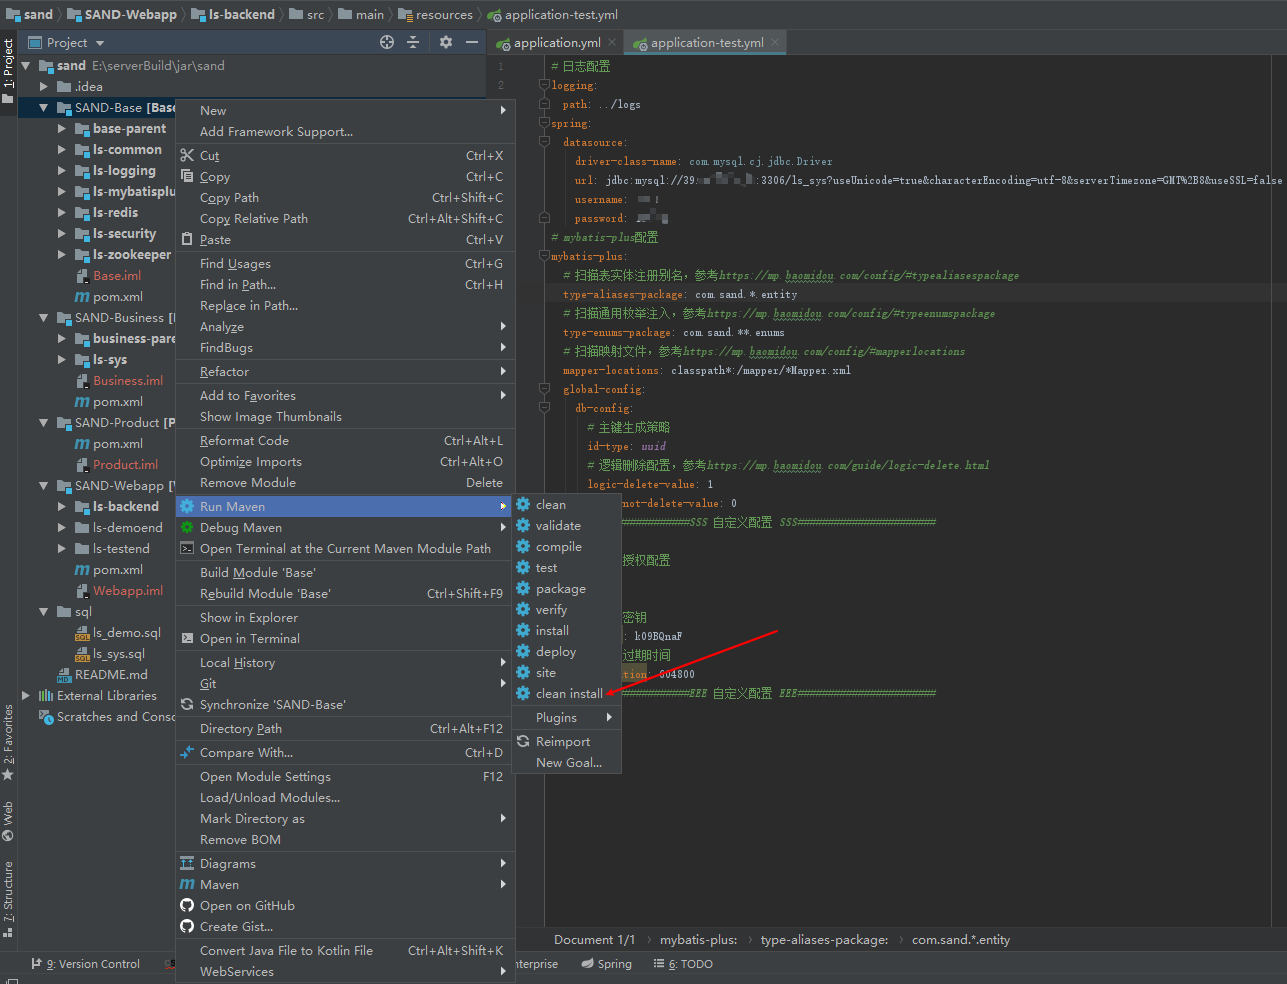 sand SAND-Webapp ls-backend src main resources application-test.yml
Project
application.yml application-test.yml
1: Project
sand E:\serverBuild\jar\sand
.idea
SAND-Base [Base
base-parent
ls-common
ls-logging
ls-mybatisplu
ls-redis
ls-security
ls-zookeeper
Base.iml
pom.xml
SAND-Business [
business-pare
ls-sys
Business.iml
pom.xml
SAND-Product [P
pom.xml
Product.iml
SAND-Webapp [
ls-backend
ls-demoend
ls-testend
pom.xml
Webapp.iml
sql
ls_demo.sql
ls_sys.sql
README.md
External Libraries
Scratches and Conso
2: Favorites
Web
7: Structure
New
Add Framework Support...
Cut Ctrl+X
Copy Ctrl+C
Copy Path Ctrl+Shift+C
Copy Relative Path Ctrl+Alt+Shift+C
Paste Ctrl+V
Find Usages Ctrl+G
Find in Path... Ctrl+H
Replace in Path...
Analyze
FindBugs
Refactor
Add to Favorites
Show Image Thumbnails
Reformat Code Ctrl+Alt+L
Optimize Imports Ctrl+Alt+O
Remove Module Delete
Run Maven
Debug Maven
Open Terminal at the Current Maven Module Path
Build Module 'Base'
Rebuild Module 'Base' Ctrl+Shift+F9
Show in Explorer
Open in Terminal
Local History
Git
Synchronize 'SAND-Base'
Directory Path Ctrl+Alt+F12
Compare With... Ctrl+D
Open Module Settings F12
Load/Unload Modules...
Mark Directory as
Remove BOM
Diagrams
Maven
Open on GitHub
Create Gist...
Convert Java File to Kotlin File Ctrl+Alt+Shift+K
WebServices
clean
validate
compile
test
package
verify
install
deploy
site
clean install
Plugins
Reimport
New Goal...
1
2
# 日志配置
logging:
path: ../logs
spring:
datasource:
driver-class-name: com.mysql.cj.jdbc.Driver
url: jdbc:mysql://39. :3306/ls_sys?useUnicode=true&characterEncoding=utf-8&serverTimezone=GMT%2B8&useSSL=false
username:
password:
# mybatis-plus配置
mybatis-plus:
# 扫描表实体注册别名，参考https://mp.baomidou.com/config/#typealiasespackage
type-aliases-package: com.sand.*.entity
# 扫描通用枚举注入，参考https://mp.baomidou.com/config/#typeenumspackage
type-enums-package: com.sand.**.enums
# 扫描映射文件，参考https://mp.baomidou.com/config/#mapperlocations
mapper-locations: classpath*:/mapper/*Mapper.xml
global-config:
db-config:
# 主键生成策略
id-type: uuid
# 逻辑删除配置，参考https://mp.baomidou.com/guide/logic-delete.html
logic-delete-value: 1
not-delete-value: 0
############SSS 自定义配置 SSS########################
授权配置
密钥
: k09BQnaF
过期时间
tion: 604800
############EEE 自定义配置 EEE########################
Document 1/1 mybatis-plus: type-aliases-package: com.sand.*.entity
9: Version Control nterprise Spring 6: TODO